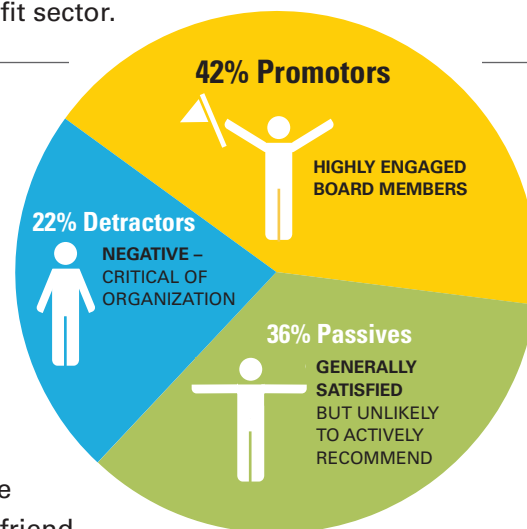 fit sector.
42% Promotors
HIGHLY ENGAGED
BOARD MEMBERS
22% Detractors
NEGATIVE –
CRITICAL OF
ORGANIZATION
36% Passives
GENERALLY
SATISFIED
BUT UNLIKELY
TO ACTIVELY
RECOMMEND
e
friend